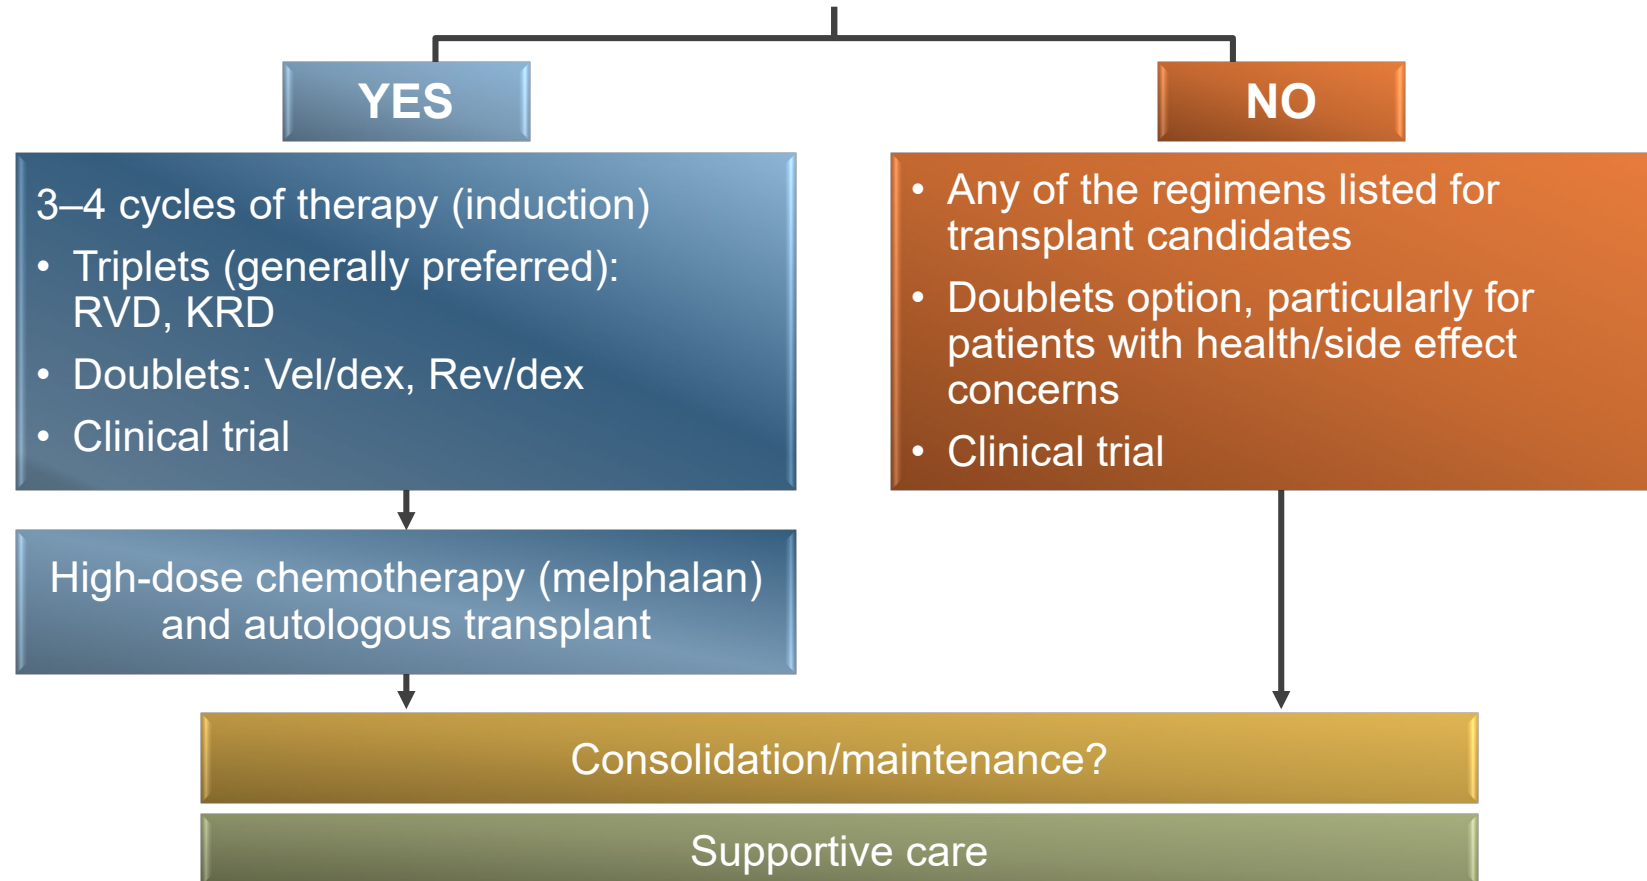 YES
3–4 cycles of therapy (induction)
• Triplets (generally preferred):
RVD, KRD
• Doublets: Vel/dex, Rev/dex
• Clinical trial
High-dose chemotherapy (melphalan)
and autologous transplant
NO
• Any of the regimens listed for
transplant candidates
• Doublets option, particularly for
patients with health/side effect
concerns
• Clinical trial
Consolidation/maintenance?
Supportive care